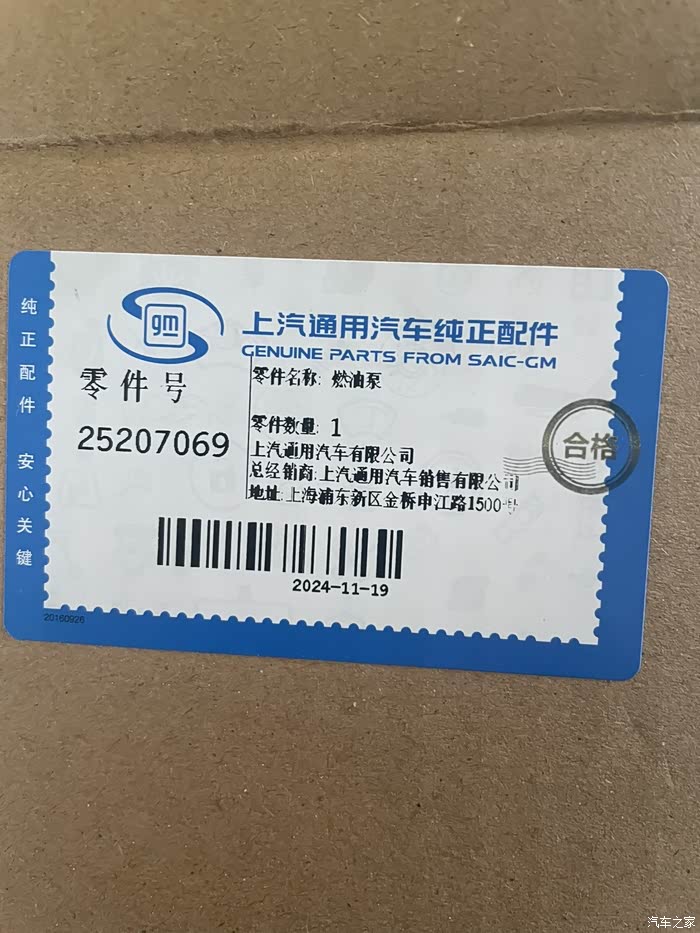 纯正配件 安心关键
gm
上汽通用汽车纯正配件
GENUINE PARTS FROM SAIC-GM
零件号
25207069
零件名称: 燃油泵
零件数量: 1
上汽通用汽车有限公司
总经销商:上汽通用汽车销售有限公司
地址:上海浦东新区金桥申江路1500号
合格
2024-11-19
20160926
汽车之家